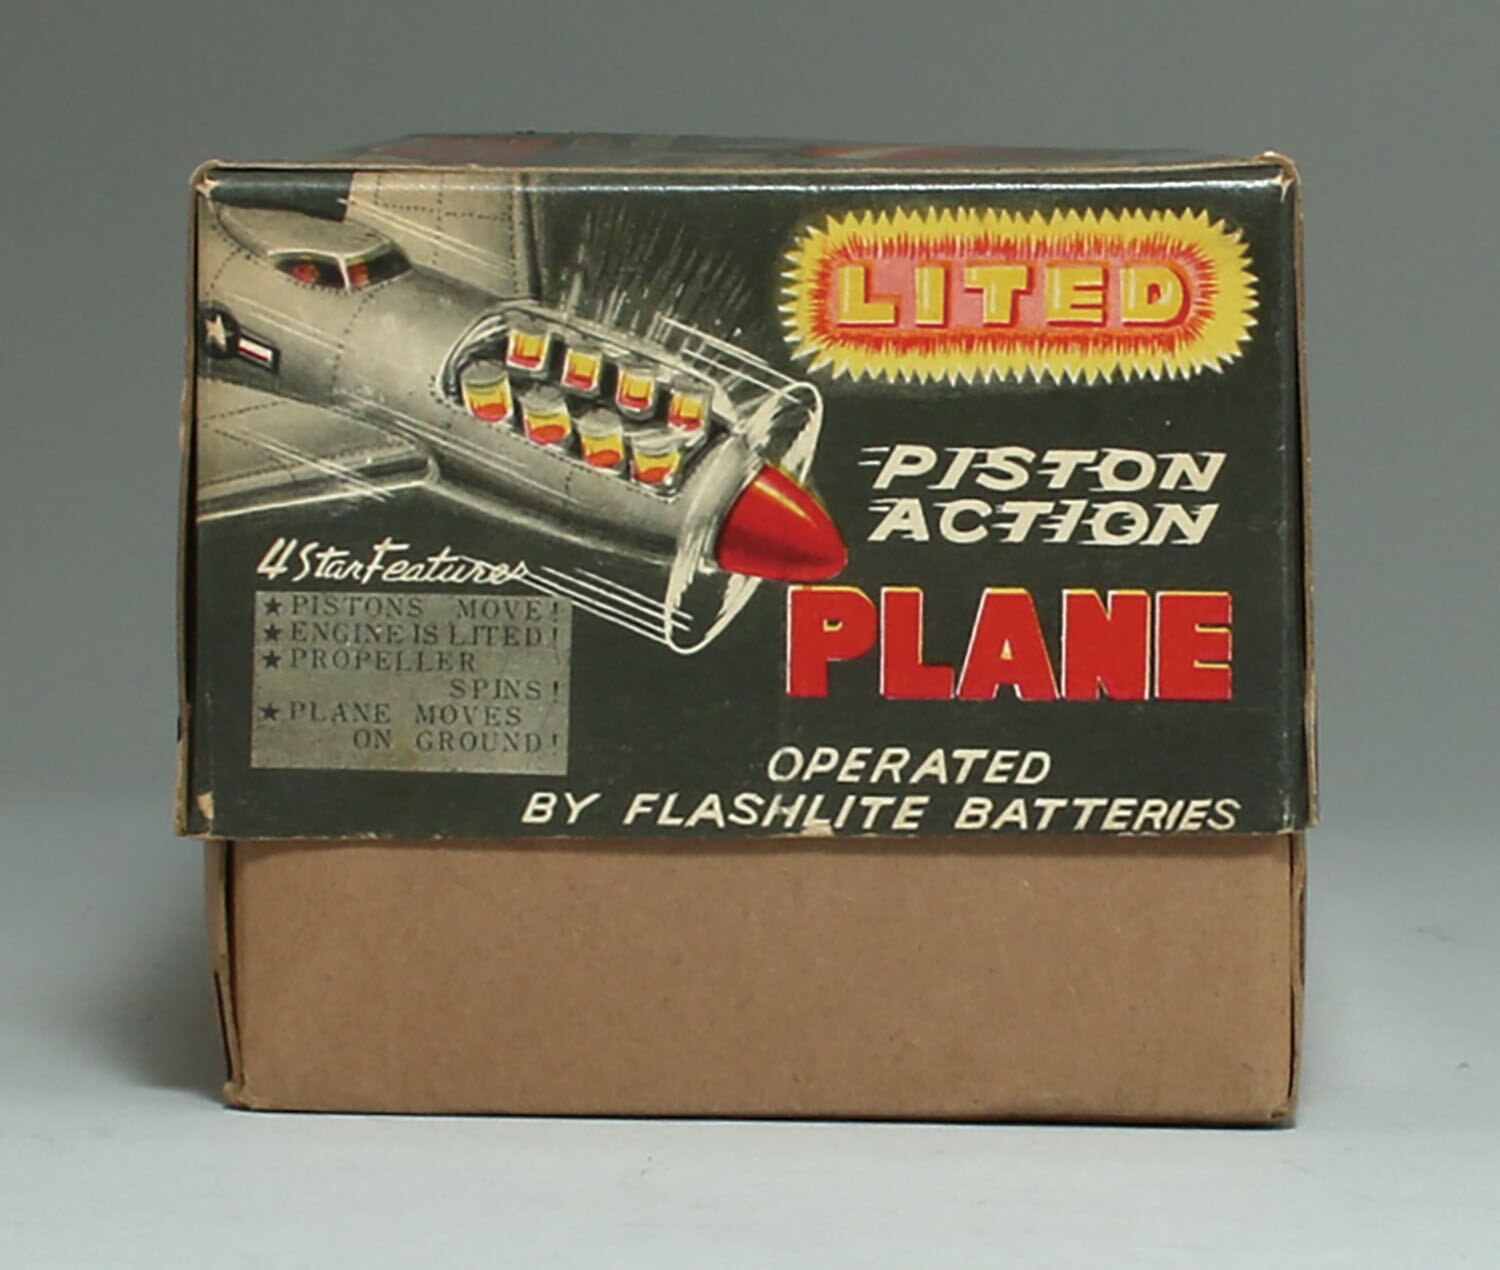 LITED
PISTON
ACTION
PLANE
4 Star Features
★ PISTONS MOVE!
★ ENGINE IS LITED!
★ PROPELLER
SPINS!
★ PLANE MOVES
ON GROUND!
OPERATED
BY FLASHLITE BATTERIES